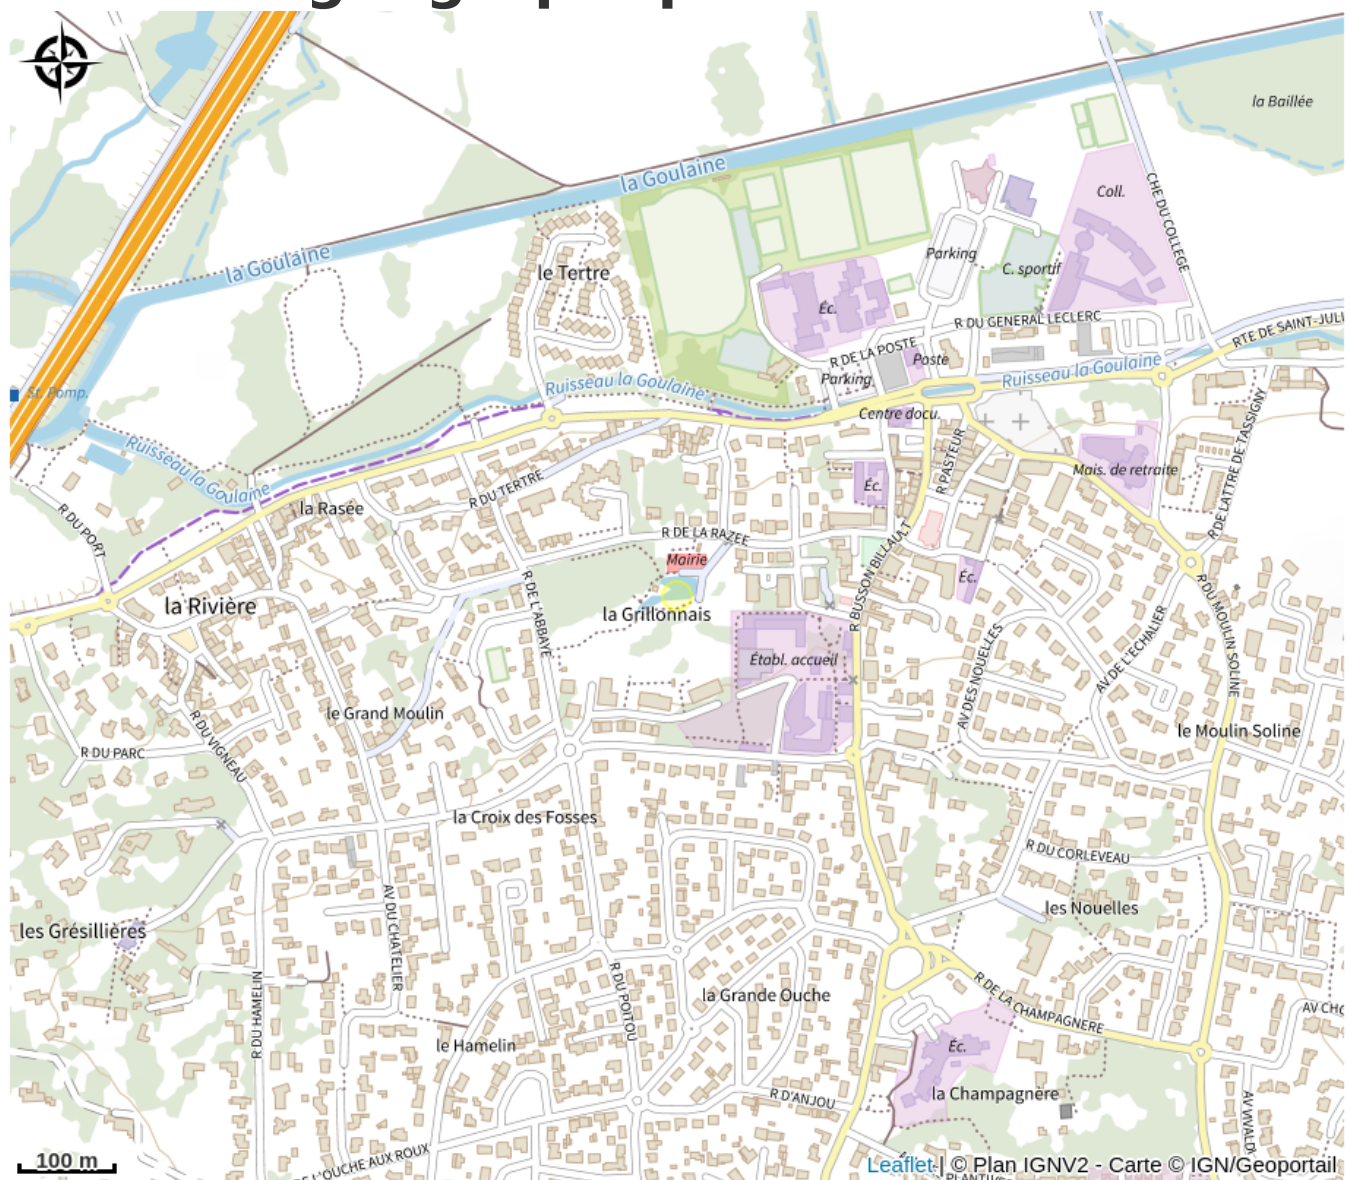 la Baillée
la Goulaine
Coll.
CHE DU COLLEGE
la Goulaine
le Tertre
Parking
C. sportif
Éc.
R DU GENERAL LECLERC
RTE DE SAINT-JULI
R DE LA POSTE
Poste
Parking
Ruisseau la Goulaine
Ruisseau la Goulaine
St. Pomp.
Centre docu.
R PASTEUR
R DE LATTRE DE TASSIGNY
Ruisseau la Goulaine
Mais. de retraite
Éc.
R DU TERTRE
la Rasée
R DU PORT
R DE LA RAZEE
R BUSSON BILLAULT
Mairie
Éc.
la Rivière
la Grillonnais
R DE L'ABBAYE
R DU MOULIN SOLINE
AV DE L'ECHALIER
AV DES NOUELLES
Établ. accueil
le Grand Moulin
le Moulin Soline
R DU PARC
R DU VIGNEAU
la Croix des Fosses
R DU CORLEVEAU
AV DU CHATELIER
les Nouelles
les Grésillières
R DU HAMELIN
R DU POITOU
la Grande Ouche
R DE LA CHAMPAGNERE
AV CHO
le Hamelin
Éc.
la Champagnère
R D'ANJOU
AV VIVALDI
E L'OUCHE AUX ROUX
100 m
Leaflet | © Plan IGNV2 - Carte © IGN/Geoportail